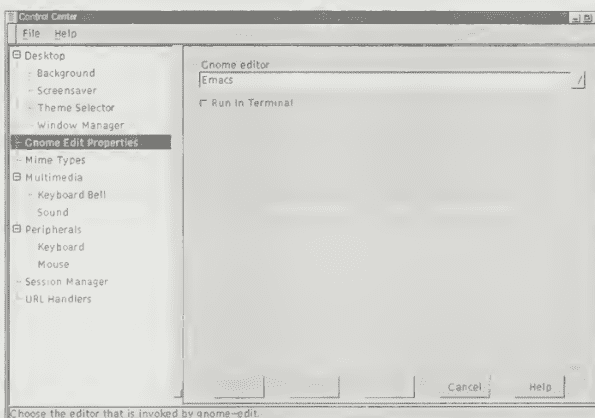 Control Center
File Help
Desktop
Background
Screensaver
Theme Selector
Window Manager
Gnome Edit Properties
Mime Types
Multimedia
Keyboard Bell
Sound
Peripherals
Keyboard
Mouse
Session Manager
URL Handlers
Gnome editor
Emacs
Run In Terminal
Cancel Help
Choose the editor that is invoked by gnome-edit.